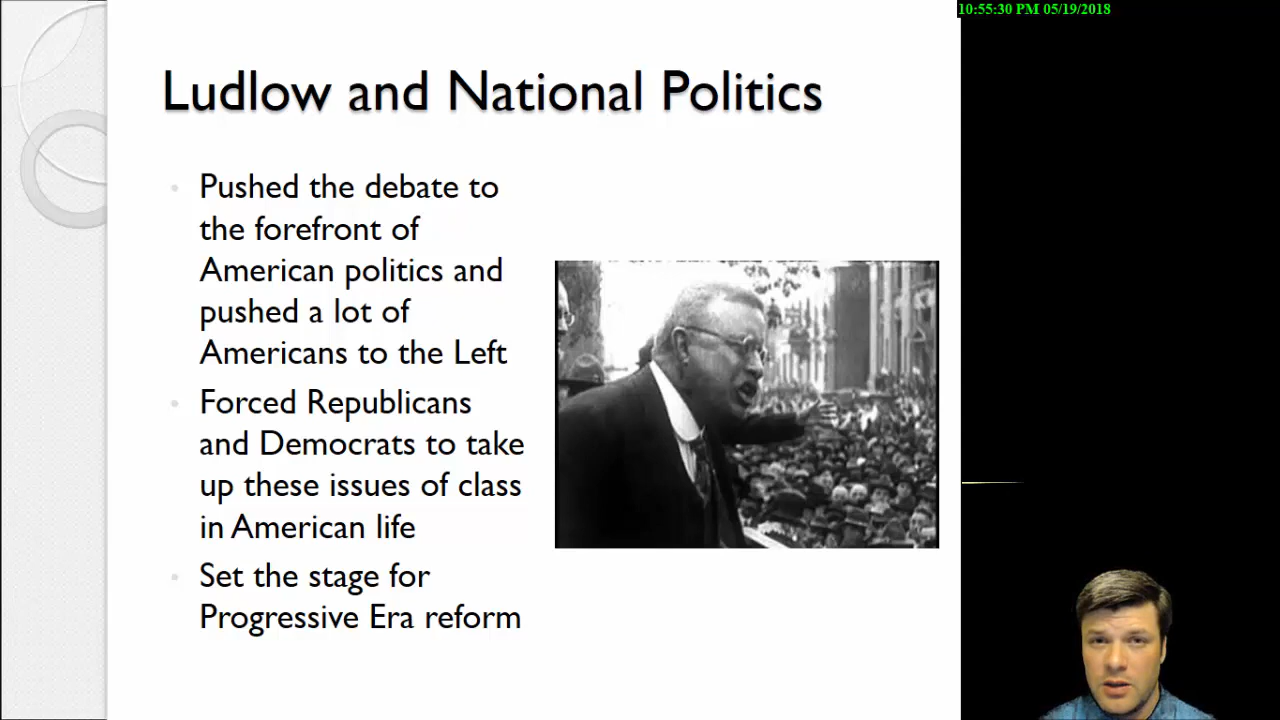 10:55:30 PM 05/19/2018
Ludlow and National Politics
Pushed the debate to
the forefront of
American politics and
pushed a lot of
Americans to the Left
Forced Republicans
and Democrats to take
up these issues of class
in American life
Set the stage for
Progressive Era reform